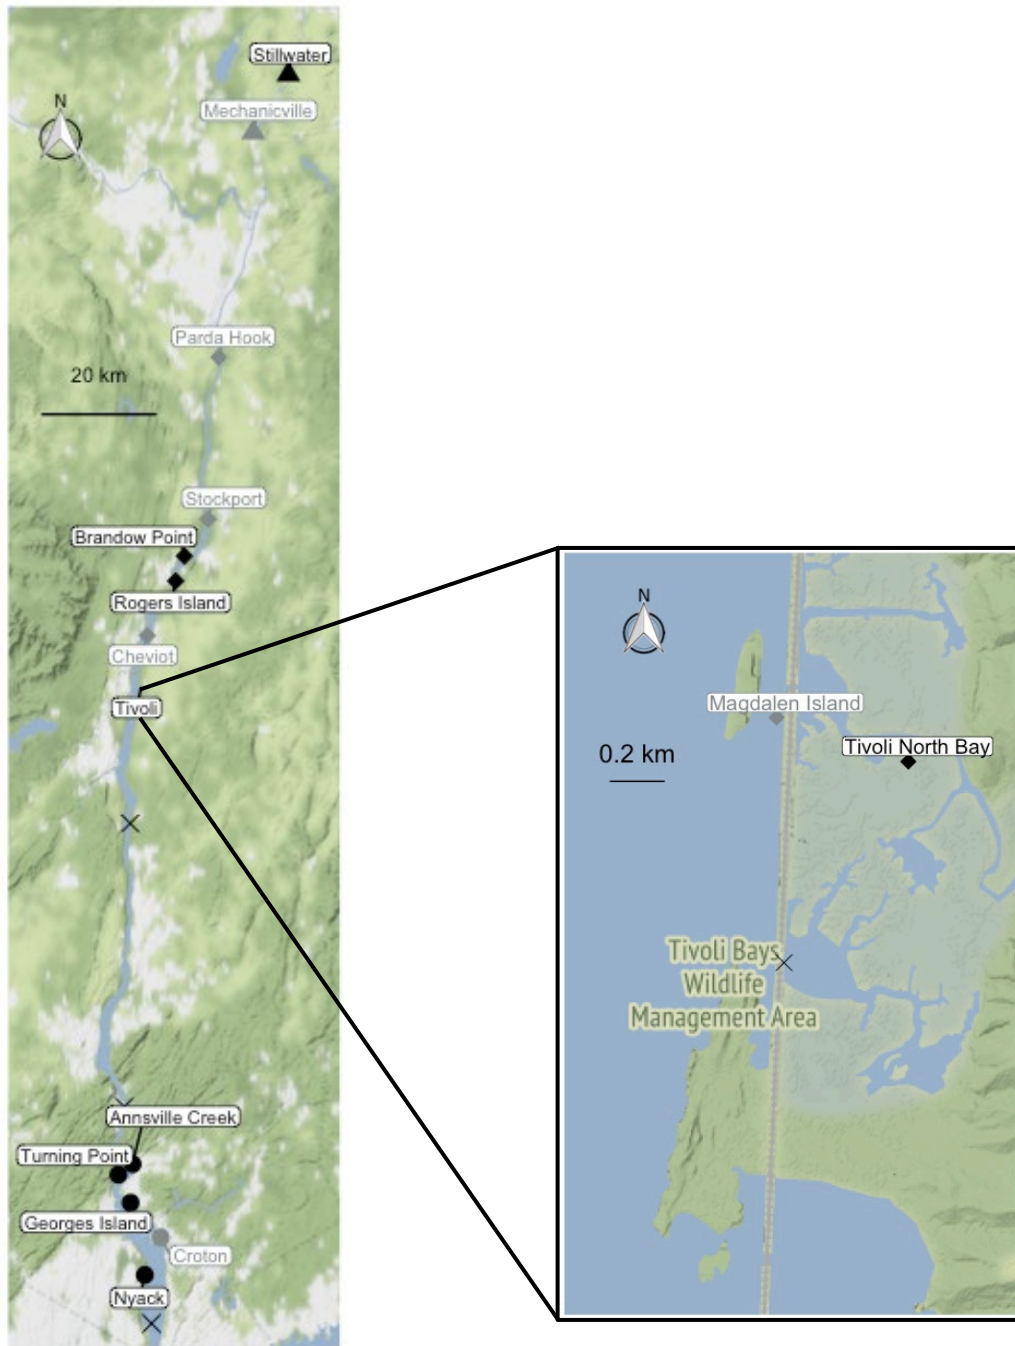 Stillwater
N
Mechanicville
Parda Hook
20 km
Stockport
Brandow Point
Rogers Island
Cheviot
Tivoli
Annsville Creek
Turning Point
Georges Island
Croton
Nyack
N
Magdalen Island
0.2 km
Tivoli North Bay
Tivoli Bays
Wildlife
Management Area